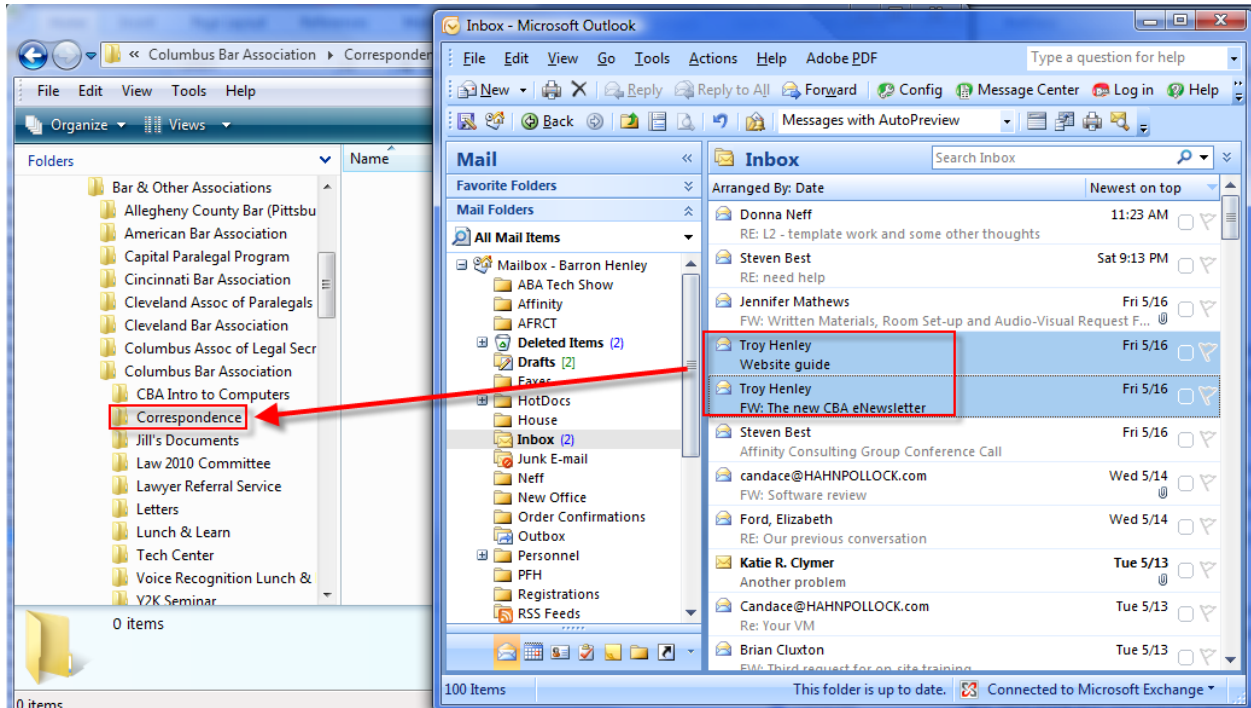 « Columbus Bar Association ▸ Corresponden
File Edit View Tools Help
Organize Views
Folders
Name
Bar & Other Associations
Allegheny County Bar (Pittsbu
American Bar Association
Capital Paralegal Program
Cincinnati Bar Association
Cleveland Assoc of Paralegals
Cleveland Bar Association
Columbus Assoc of Legal Secr
Columbus Bar Association
CBA Intro to Computers
Correspondence
Jill's Documents
Law 2010 Committee
Lawyer Referral Service
Letters
Lunch & Learn
Tech Center
Voice Recognition Lunch &
Y2K Seminar
0 items
0 items
Inbox - Microsoft Outlook
File Edit View Go Tools Actions Help Adobe PDF Type a question for help
New Reply Reply to All Forward Config Message Center Log in Help
Back Messages with AutoPreview
Mail «
Favorite Folders
Mail Folders
All Mail Items
Mailbox - Barron Henley
ABA Tech Show
Affinity
AFRCT
Deleted Items (2)
Drafts [2]
Faxes
HotDocs
House
Inbox (2)
Junk E-mail
Neff
New Office
Order Confirmations
Outbox
Personnel
PFH
Registrations
RSS Feeds
Inbox Search Inbox
Arranged By: Date Newest on top
Donna Neff 11:23 AM
RE: L2 - template work and some other thoughts
Steven Best Sat 9:13 PM
RE: need help
Jennifer Mathews Fri 5/16
FW: Written Materials, Room Set-up and Audio-Visual Request F...
Troy Henley Fri 5/16
Website guide
Troy Henley Fri 5/16
FW: The new CBA eNewsletter
Steven Best Fri 5/16
Affinity Consulting Group Conference Call
candace@HAHNPOLLOCK.com Wed 5/14
FW: Software review
Ford, Elizabeth Wed 5/14
RE: Our previous conversation
Katie R. Clymer Tue 5/13
Another problem
Candace@HAHNPOLLOCK.com Tue 5/13
Re: Your VM
Brian Cluxton Tue 5/13
FW: Third request for on-site training
100 Items This folder is up to date. Connected to Microsoft Exchange